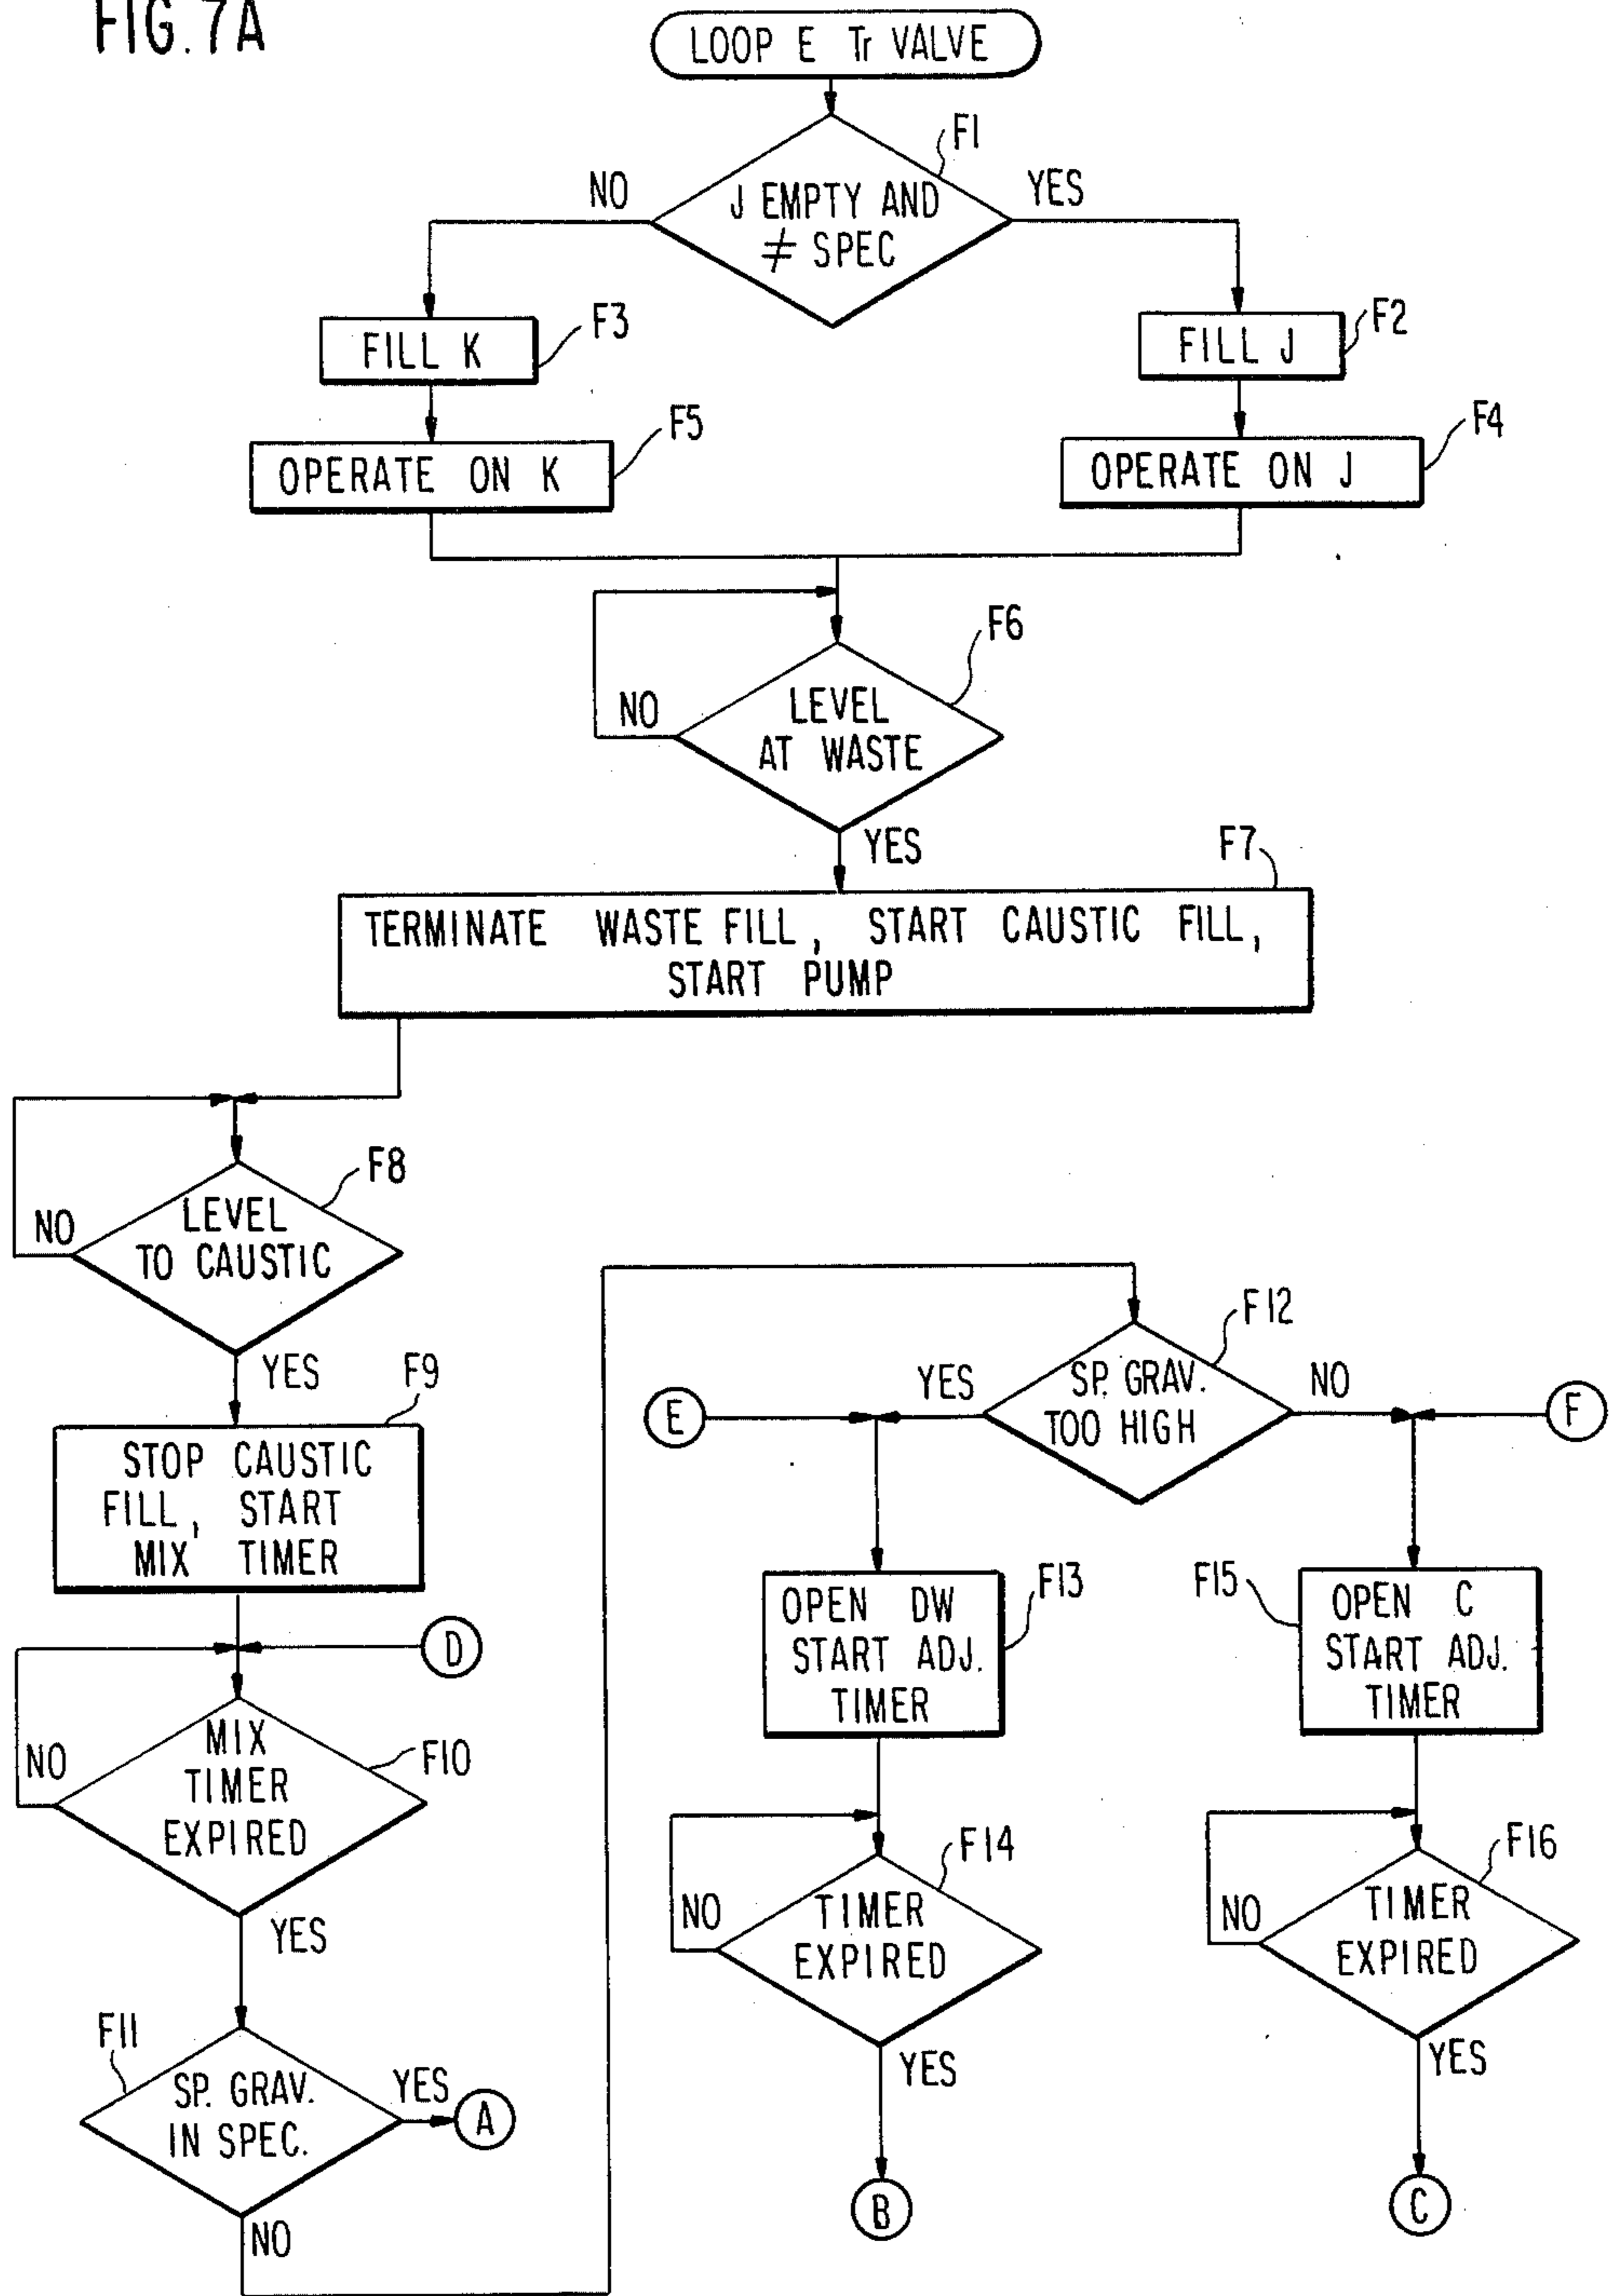 FIG. 7A
LOOP E Tr VALVE
F1
J EMPTY AND
≠ SPEC
NO
YES
FILL K
F3
FILL J
F2
OPERATE ON K
F5
OPERATE ON J
F4
F6
LEVEL
AT WASTE
NO
YES
F7
TERMINATE WASTE FILL, START CAUSTIC FILL,
START PUMP
F8
LEVEL
TO CAUSTIC
NO
YES
F9
STOP CAUSTIC
FILL, START
MIX TIMER
D
MIX
TIMER
EXPIRED
F10
NO
YES
F11
SP. GRAV.
IN SPEC.
YES
A
NO
F12
SP. GRAV.
TOO HIGH
YES
NO
E
F
OPEN DW
START ADJ.
TIMER
F13
F15
OPEN C
START ADJ.
TIMER
F14
TIMER
EXPIRED
NO
YES
B
F16
TIMER
EXPIRED
NO
YES
C